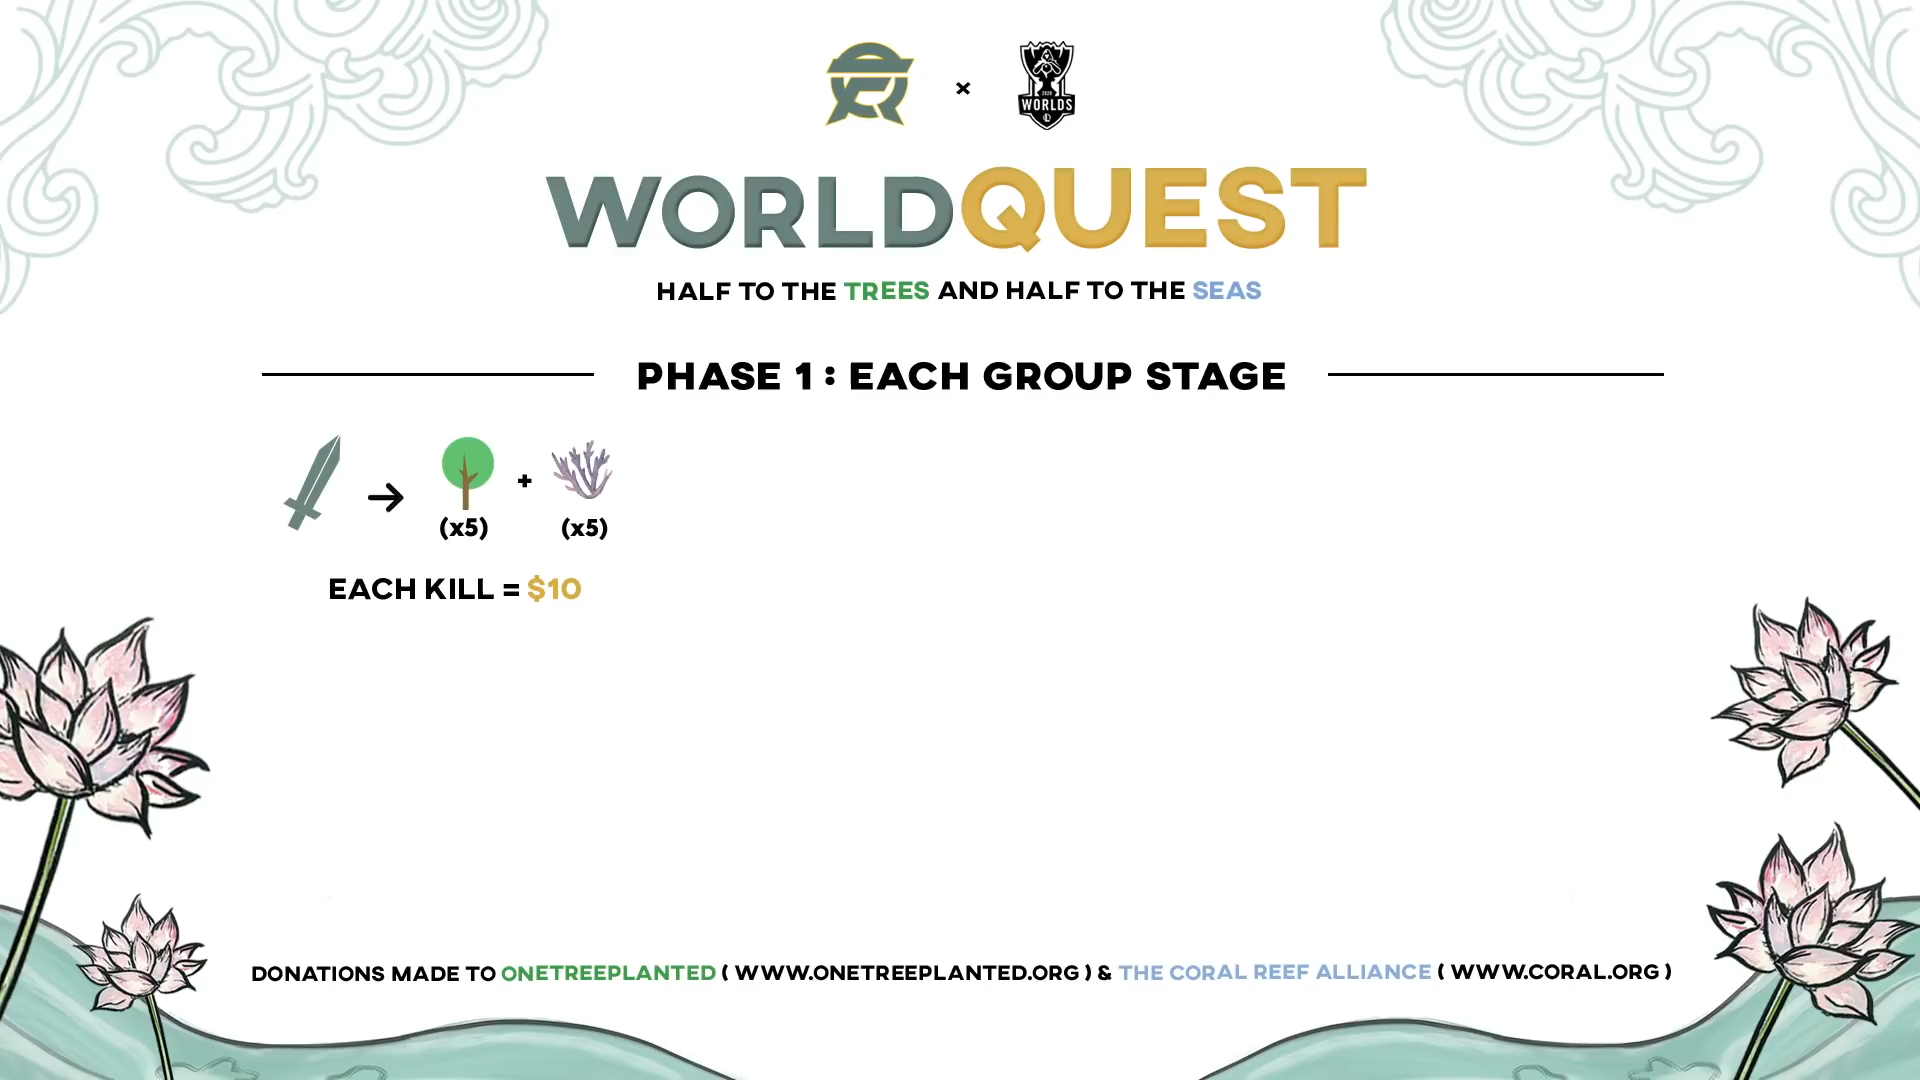 ×
2020
WORLDS
WORLDQUEST
HALF TO THE TREES AND HALF TO THE SEAS
PHASE 1 : EACH GROUP STAGE
+
(x5) (x5)
EACH KILL = $10
DONATIONS MADE TO ONETREEPLANTED ( WWW.ONETREEPLANTED.ORG ) & THE CORAL REEF ALLIANCE ( WWW.CORAL.ORG )